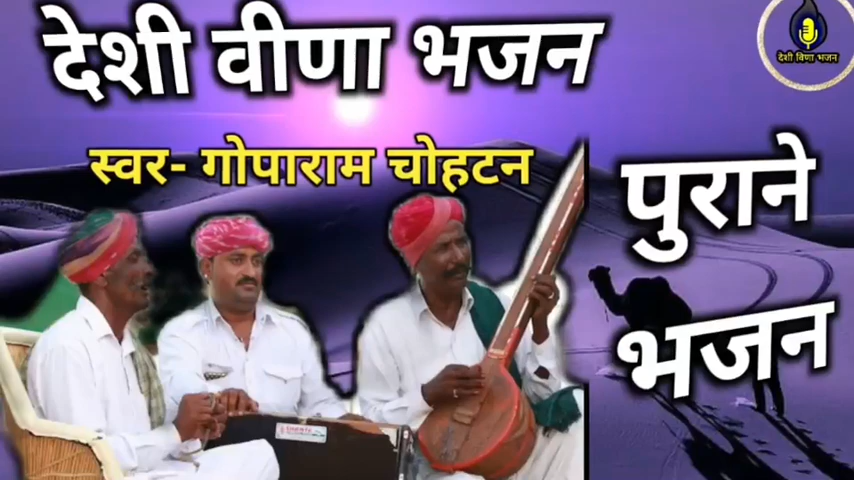 देशी वीणा भजन
देशी विणा भजन
स्वर- गोपाराम चोहटन
पुराने
भजन